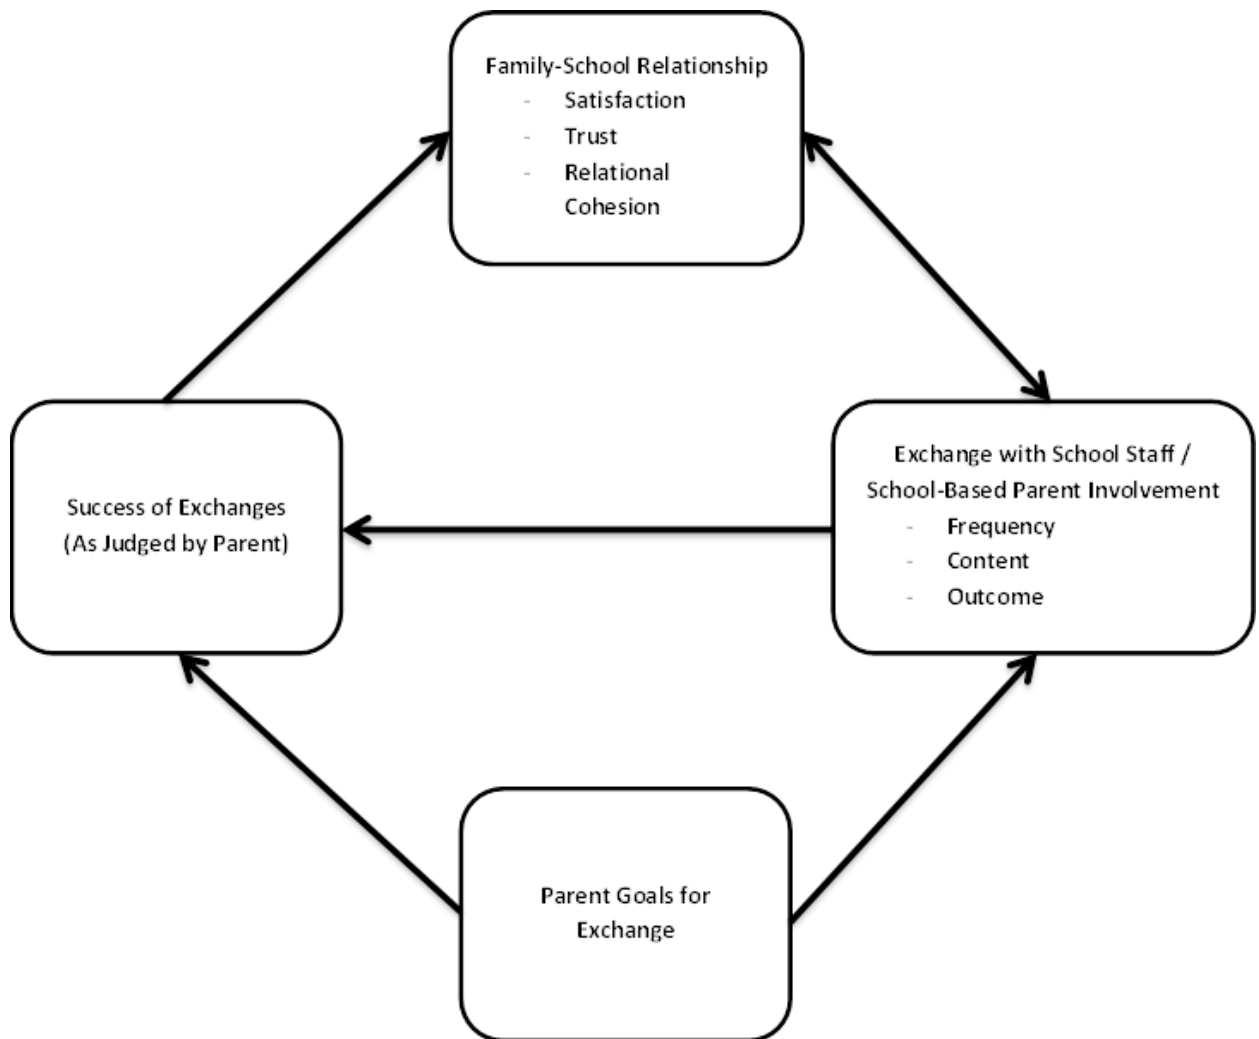 Family-School Relationship
- Satisfaction
- Trust
- Relational
Cohesion
Success of Exchanges
(As Judged by Parent)
Exchange with School Staff /
School-Based Parent Involvement
- Frequency
- Content
- Outcome
Parent Goals for
Exchange